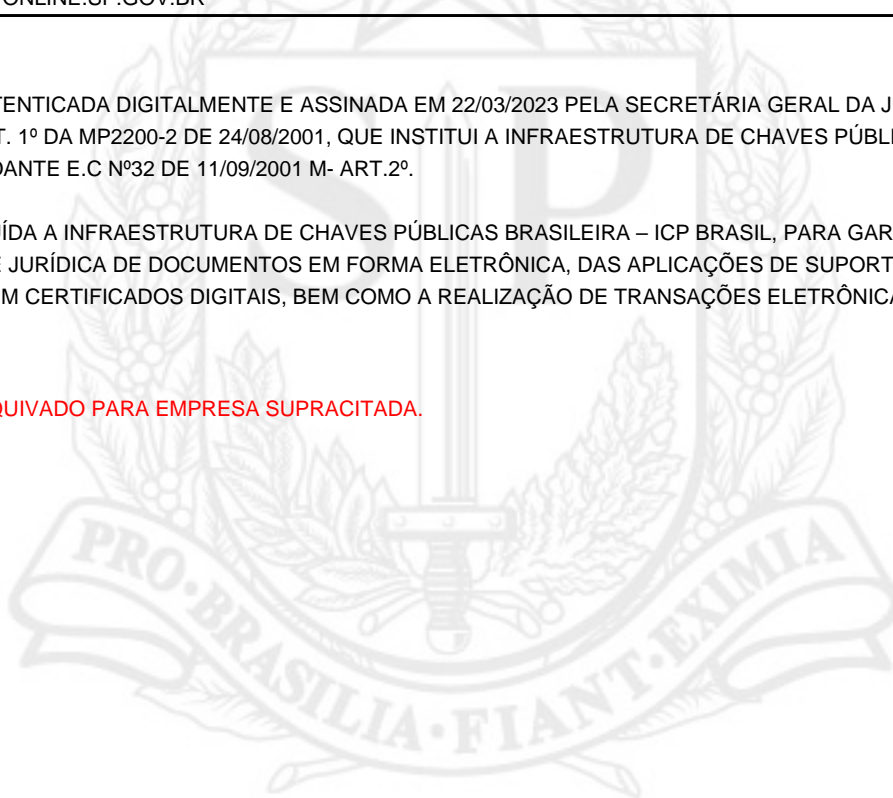 ONLINE.SP.GOV.BR
TENTICADA DIGITALMENTE E ASSINADA EM 22/03/2023 PELA SECRETÁRIA GERAL DA J
T. 1º DA MP2200-2 DE 24/08/2001, QUE INSTITUI A INFRAESTRUTURA DE CHAVES PÚBLI
DANTE E.C Nº32 DE 11/09/2001 M- ART.2º.
UÍDA A INFRAESTRUTURA DE CHAVES PÚBLICAS BRASILEIRA – ICP BRASIL, PARA GAR
E JURÍDICA DE DOCUMENTOS EM FORMA ELETRÔNICA, DAS APLICAÇÕES DE SUPORT
M CERTIFICADOS DIGITAIS, BEM COMO A REALIZAÇÃO DE TRANSAÇÕES ELETRÔNICA
QUIVADO PARA EMPRESA SUPRACITADA.
SP
PRO·BRASILIA·FIANT·EXIMIA